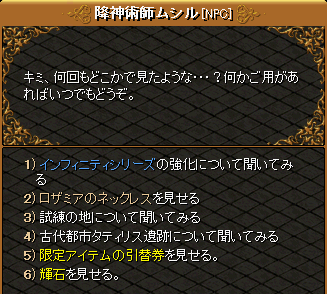 降神術師ムシル[NPC]
キミ、何回もどこかで見たような･･･？何かご用があ
ればいつでもどうぞ。
1) インフィニティシリーズの強化について聞いてみ
る
2) ロザミアのネックレスを見せる
3) 試練の地について聞いてみる
4) 古代都市タティリス遺跡について聞いてみる
5) 限定アイテムの引替券を見せる。
6) 輝石を見せる。